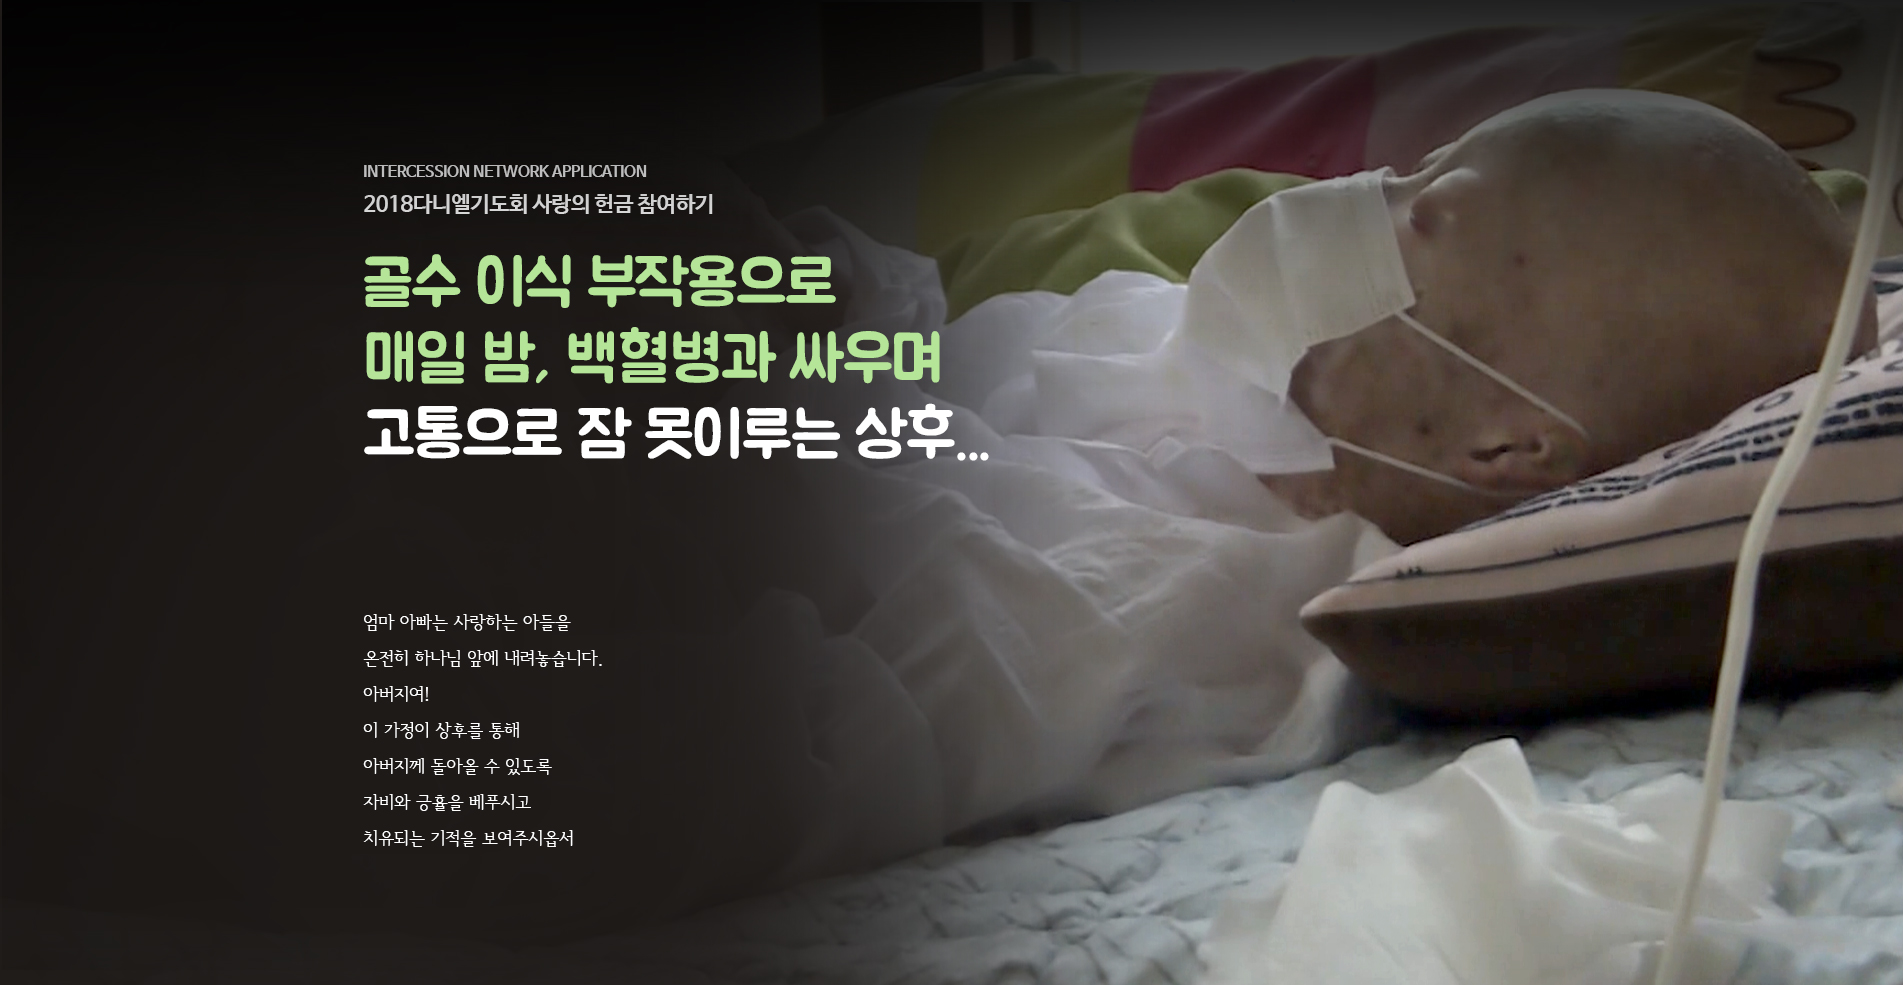 INTERCESSION NETWORK APPLICATION
2018다니엘기도회 사랑의 헌금 참여하기
골수 이식 부작용으로
매일 밤, 백혈병과 싸우며
고통으로 잠 못이루는 상후...
엄마 아빠는 사랑하는 아들을
온전히 하나님 앞에 내려놓습니다.
아버지여!
이 가정이 상후를 통해
아버지께 돌아올 수 있도록
자비와 긍휼을 베푸시고
치유되는 기적을 보여주시옵서